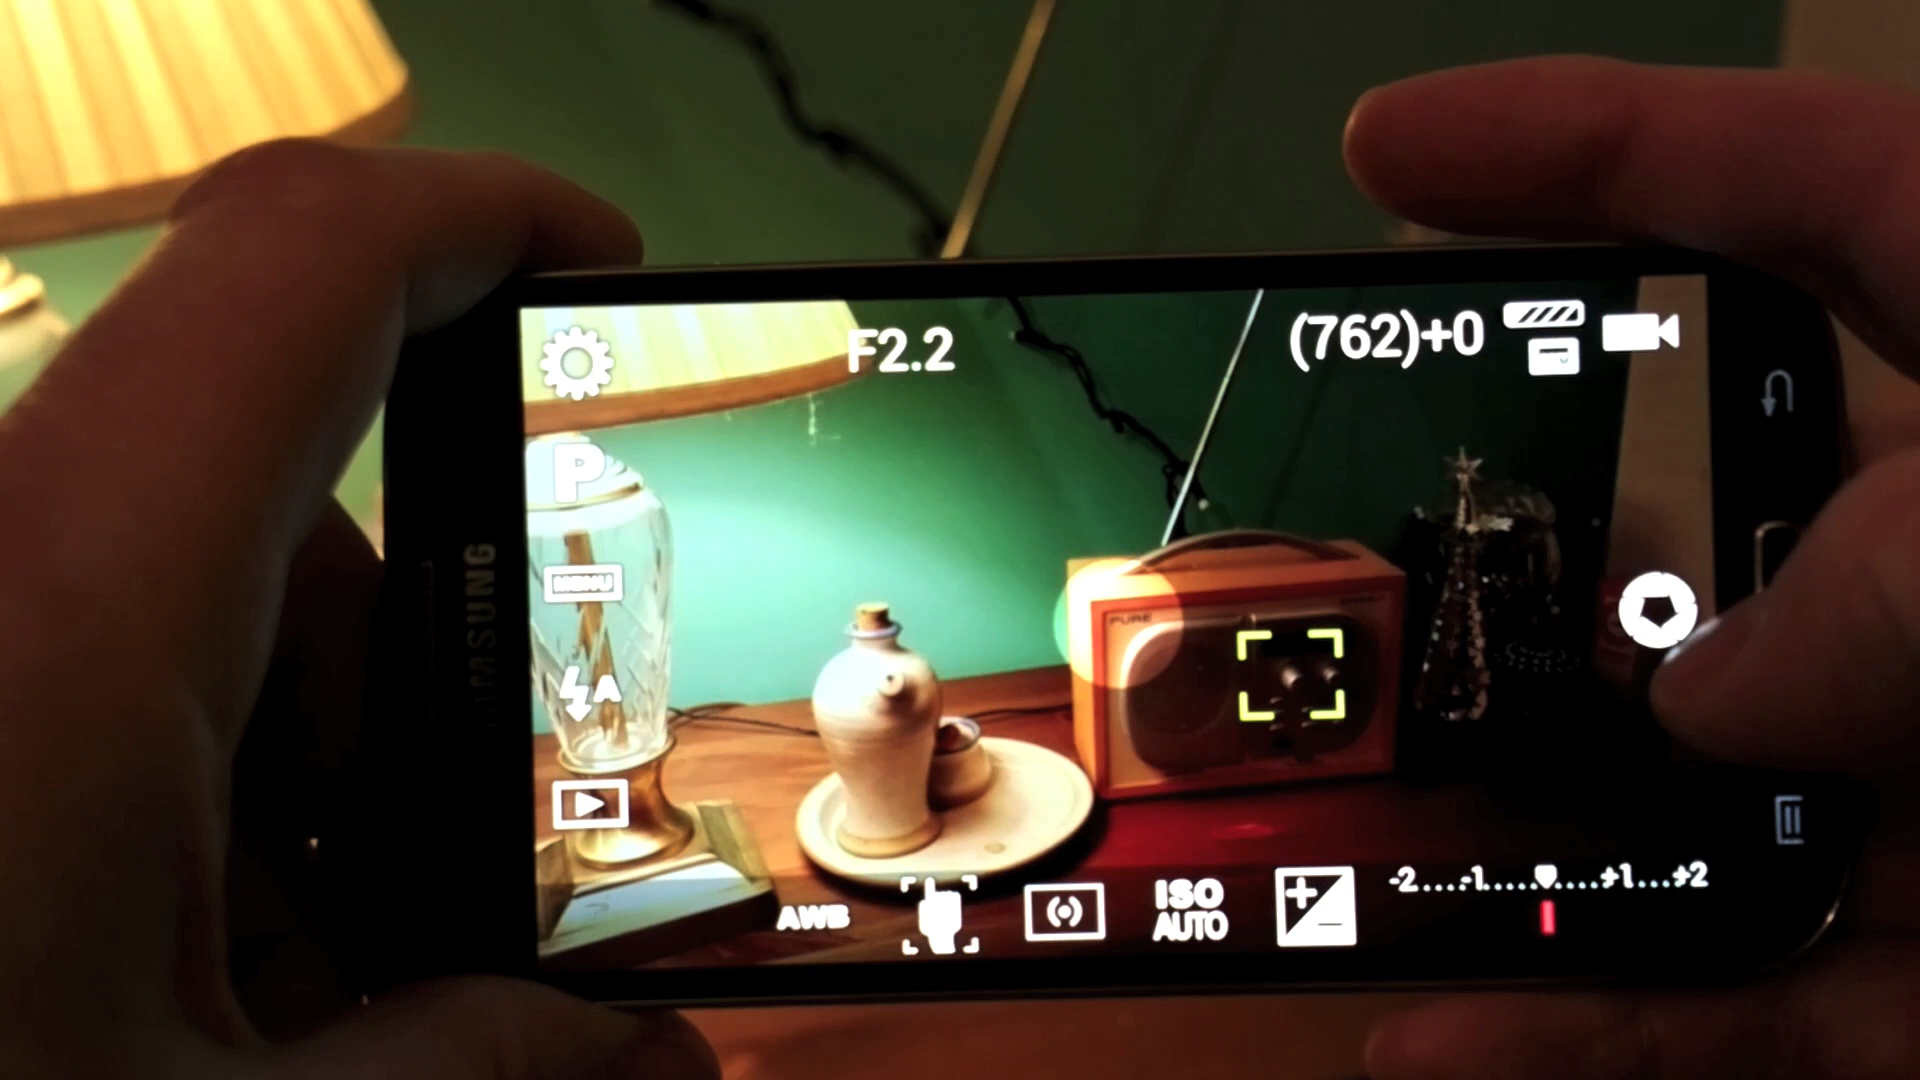 F2.2
(762)+0
P
MENU
A
SAMSUNG
PURE
AWB
ISO
AUTO
-2....-1.....
....+1...+2